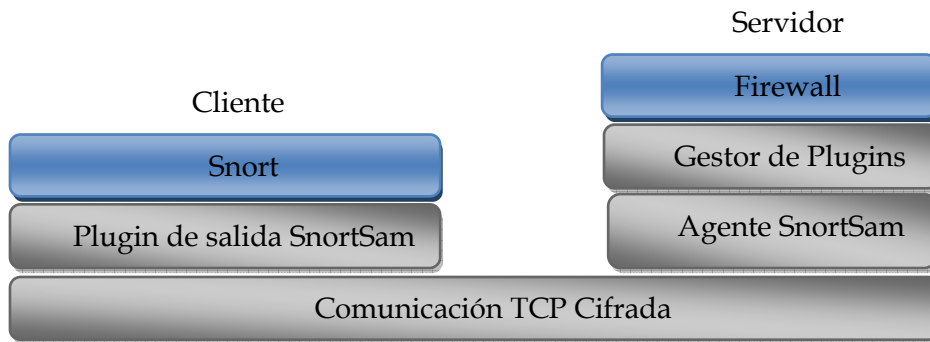 Servidor
Firewall
Cliente
Snort
Gestor de Plugins
Plugin de salida SnortSam
Agente SnortSam
Comunicación TCP Cifrada